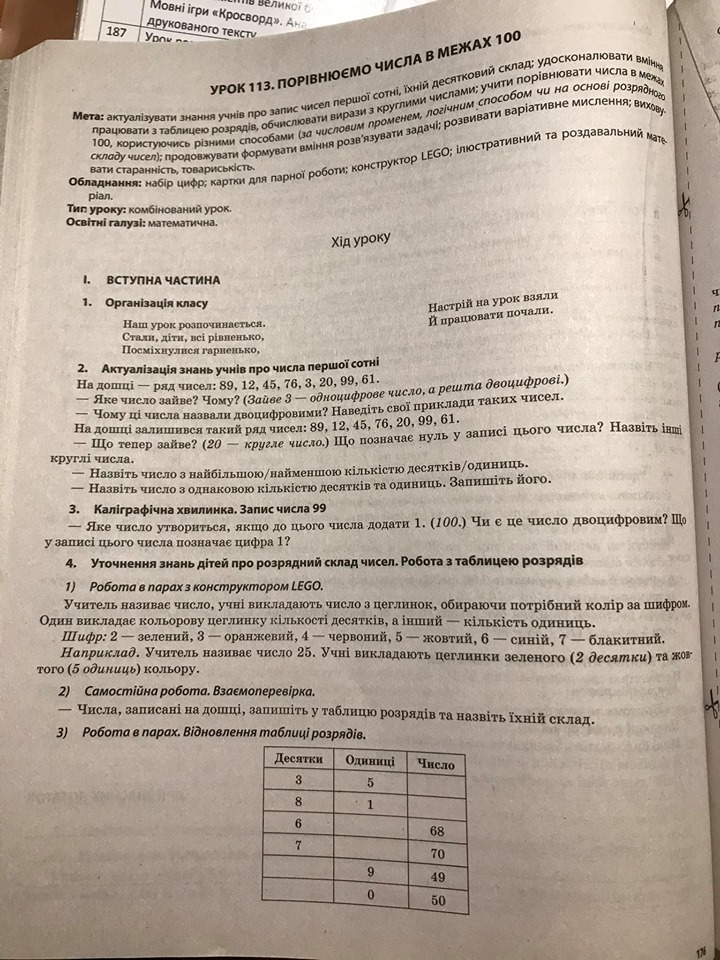 Мовні ігри «Кросворд». Ана
друкованого тексту
187
УРОК 113. ПОРІВНЮЄМО ЧИСЛА В МЕЖАХ 100
Мета: актуалізувати знання учнів про запис чисел першої сотні, їхній десятковий склад; удосконалювати вміння
працювати з таблицею розрядів, обчислювати вирази з круглими числами; учити порівнювати числа в межах
100, користуючись різними способами (за числовим променем, логічним способом чи на основі розрядного
складу чисел); продовжувати формувати вміння розв'язувати задачі; розвивати варіативне мислення; вихову-
вати старанність, товариськість.
Обладнання: набір цифр; картки для парної роботи; конструктор LEGO; ілюстративний та роздавальний мате-
ріал.
Тип уроку: комбінований урок.
Освітні галузі: математична.
Хід уроку
І. ВСТУПНА ЧАСТИНА
1. Організація класу
Наш урок розпочинається.
Стали, діти, всі рівненько,
Посміхнулися гарненько,
Настрій на урок взяли
Й працювати почали.
2. Актуалізація знань учнів про числа першої сотні
На дошці — ряд чисел: 89, 12, 45, 76, 3, 20, 99, 61.
— Яке число зайве? Чому? (Зайве 3 — одноцифрове число, а решта двоцифрові.)
— Чому ці числа назвали двоцифровими? Наведіть свої приклади таких чисел.
На дошці залишився такий ряд чисел: 89, 12, 45, 76, 20, 99, 61.
— Що тепер зайве? (20 — кругле число.) Що позначає нуль у записі цього числа? Назвіть інші
круглі числа.
— Назвіть число з найбільшою/найменшою кількістю десятків/одиниць.
— Назвіть число з однаковою кількістю десятків та одиниць. Запишіть його.
3. Каліграфічна хвилинка. Запис числа 99
— Яке число утвориться, якщо до цього числа додати 1. (100.) Чи є це число двоцифровим? Що
у записі цього числа позначає цифра 1?
4. Уточнення знань дітей про розрядний склад чисел. Робота з таблицею розрядів
1) Робота в парах з конструктором LEGO.
Учитель називає число, учні викладають число з цеглинок, обираючи потрібний колір за шифром.
Один викладає кольорову цеглинку кількості десятків, а інший — кількість одиниць.
Шифр: 2 — зелений, 3 — оранжевий, 4 — червоний, 5 — жовтий, 6 — синій, 7 — блакитний.
Наприклад. Учитель називає число 25. Учні викладають цеглинки зеленого (2 десятки) та жов-
того (5 одиниць) кольору.
2) Самостійна робота. Взаємоперевірка.
— Числа, записані на дошці, запишіть у таблицю розрядів та назвіть їхній склад.
3) Робота в парах. Відновлення таблиці розрядів.
Десятки Одиниці Число
3 5
8 1
6 68
7 70
9 49
0 50
176